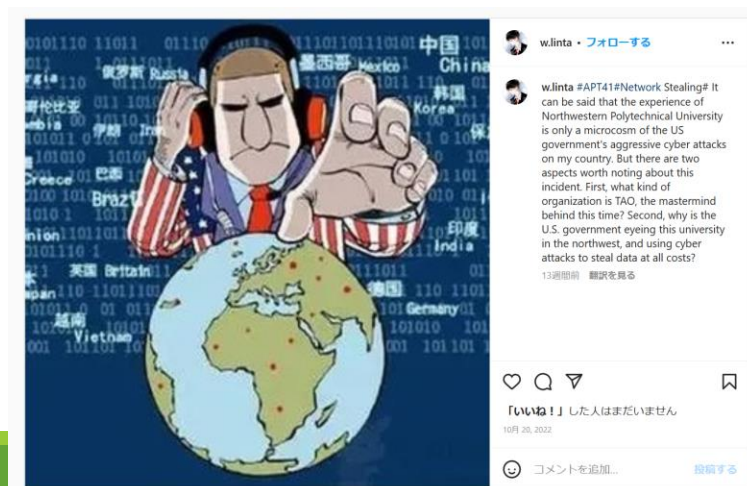 中国
China
俄罗斯 Russia
墨西哥 Mexico
韩国
Korea
伊朗
Greece
巴西
Brazil
印度
India
英国 Britain
德国
Germany
越南
Vietnam
w.linta • フォローする
w.linta #APT41#Network Stealing# It
can be said that the experience of
Northwestern Polytechnical University
is only a microcosm of the US
government's aggressive cyber attacks
on my country. But there are two
aspects worth noting about this
incident. First, what kind of
organization is TAO, the mastermind
behind this time? Second, why is the
U.S. government eyeing this university
in the northwest, and using cyber
attacks to steal data at all costs?
13週間前 翻訳を見る
「いいね！」した人はまだいません
10月 20, 2022
コメントを追加... 投稿する